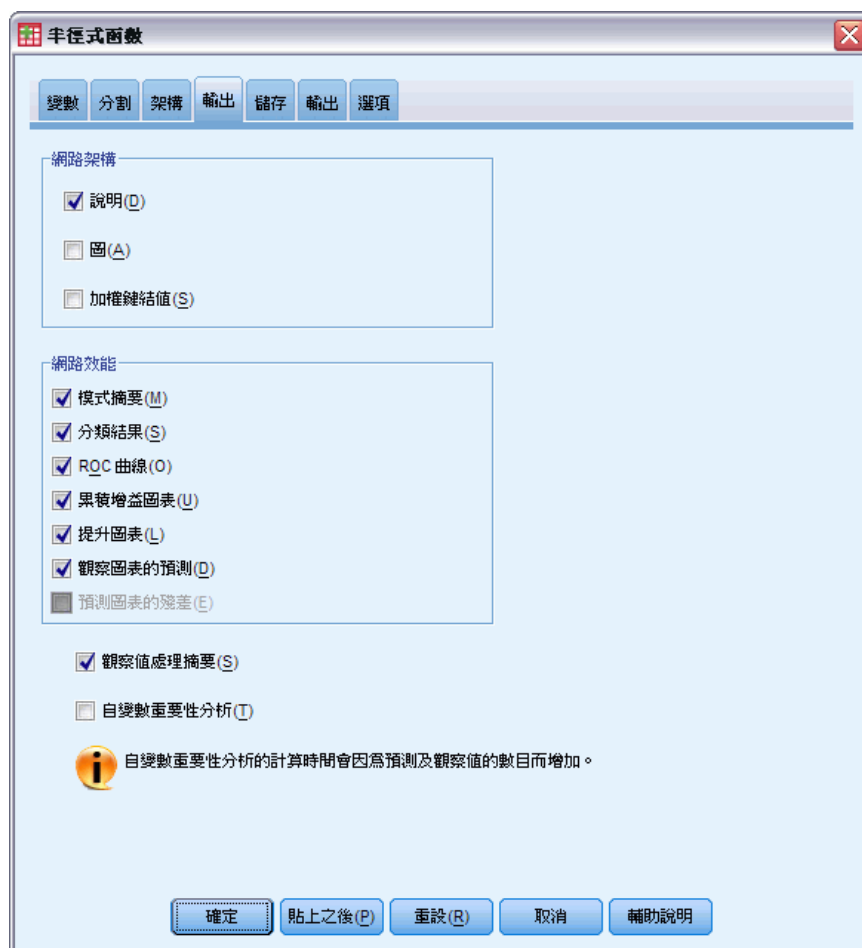 半徑式函數
變數 分割 架構 輸出 儲存 輸出 選項
網路架構
說明(D)
圖(A)
加權鍵結值(S)
網路效能
模式摘要(M)
分類結果(S)
ROC 曲線(O)
累積增益圖表(U)
提升圖表(L)
觀察圖表的預測(D)
預測圖表的殘差(E)
觀察值處理摘要(S)
自變數重要性分析(T)
自變數重要性分析的計算時間會因為預測及觀察值的數目而增加。
確定 貼上之後(P) 重設(R) 取消 輔助說明